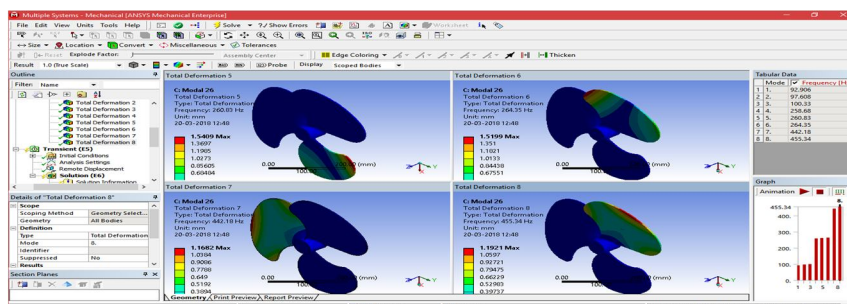 Multiple Systems - Mechanical [ANSYS Mechanical Enterprise]
File Edit View Units Tools Help Solve ?/ Show Errors Worksheet
Size Location Convert Miscellaneous Tolerances
Reset Explode Factor: Assembly Center Edge Coloring Thicken
Result 1.0 (True Scale) Probe Display Scoped Bodies
Outline
Filter: Name
Total Deformation 2
Total Deformation 3
Total Deformation 4
Total Deformation 5
Total Deformation 6
Total Deformation 7
Total Deformation 8
Transient (E5)
Initial Conditions
Analysis Settings
Remote Displacement
Solution (E6)
Solution Information
Details of "Total Deformation 8"
Scope
Scoping Method Geometry Select...
Geometry All Bodies
Definition
Type Total Deformation
Mode 8.
Identifier
Suppressed No
Results
Section Planes
Total Deformation 5
C: Modal 26
Total Deformation 5
Type: Total Deformation
Frequency: 260.83 Hz
Unit: mm
20-03-2018 12:48
1.5409 Max
1.3697
1.1985
1.0273
0.85605
0.68484
0.00
100.00
(mm)
Y
X
Total Deformation 6
C: Modal 26
Total Deformation 6
Type: Total Deformation
Frequency: 264.35 Hz
Unit: mm
20-03-2018 12:48
1.5199 Max
1.351
1.1821
1.0133
0.84438
0.67551
0.00
100.00
(mm)
Y
X
Total Deformation 7
C: Modal 26
Total Deformation 7
Type: Total Deformation
Frequency: 442.18 Hz
Unit: mm
20-03-2018 12:48
1.1682 Max
1.0384
0.9086
0.7788
0.649
0.5192
0.3894
0.00
100.00
(mm)
Y
X
Total Deformation 8
C: Modal 26
Total Deformation 8
Type: Total Deformation
Frequency: 455.34 Hz
Unit: mm
20-03-2018 12:48
1.1921 Max
1.0597
0.92721
0.79475
0.66229
0.52983
0.39737
0.00
100.00
(mm)
Y
X
Geometry Print Preview Report Preview
Tabular Data
Mode Frequency [H
1 1. 92.906
2 2. 97.608
3 3. 100.33
4 4. 258.68
5 5. 260.83
6 6. 264.35
7 7. 442.18
8 8. 455.34
Graph
Animation
8.
455.34
400.
300.
200.
100.
0.
1 3 5 8